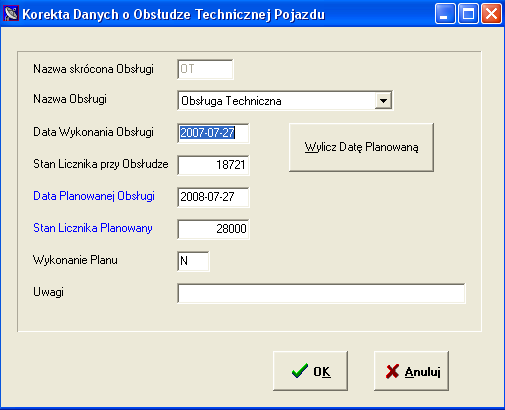 Korekta Danych o Obsłudze Technicznej Pojazdu
Nazwa skrócona Obsługi OT
Nazwa Obsługi Obsługa Techniczna
Data Wykonania Obsługi 2007-07-27
Wylicz Datę Planowaną
Stan Licznika przy Obsłudze 18721
Data Planowanej Obsługi 2008-07-27
Stan Licznika Planowany 28000
Wykonanie Planu N
Uwagi
OK Anuluj